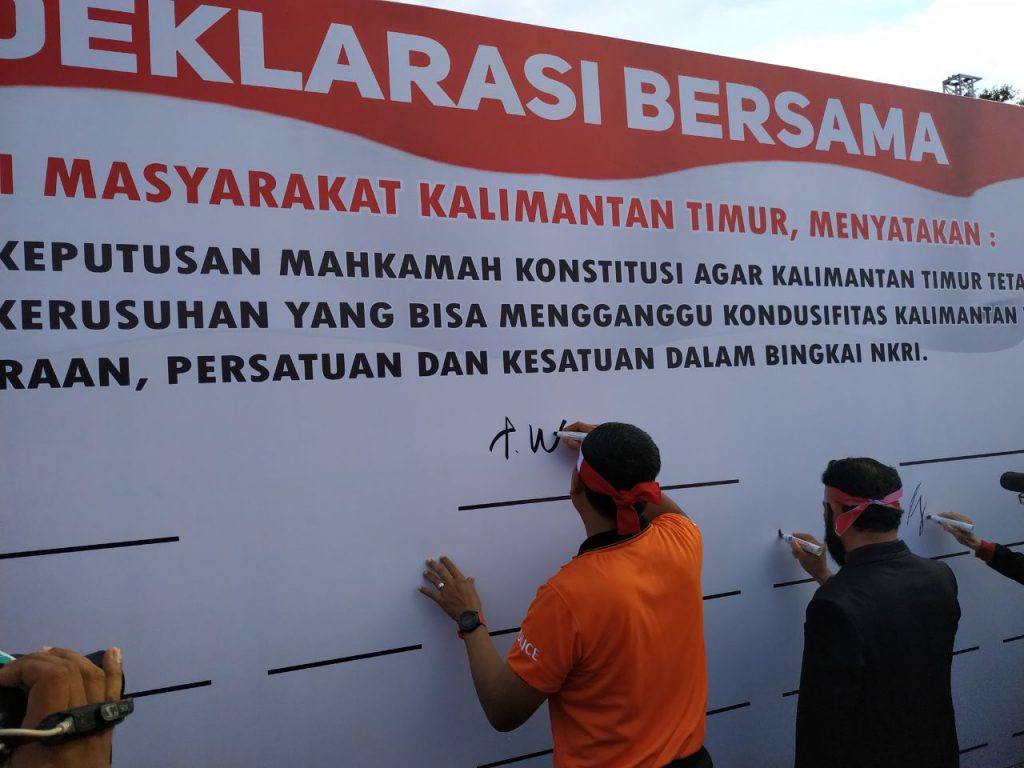 DEKLARASI BERSAMA
I MASYARAKAT KALIMANTAN TIMUR, MENYATAKAN :
KEPUTUSAN MAHKAMAH KONSTITUSI AGAR KALIMANTAN TIMUR TETA
KERUSUHAN YANG BISA MENGGANGGU KONDUSIFITAS KALIMANTAN
RAAN, PERSATUAN DAN KESATUAN DALAM BINGKAI NKRI.